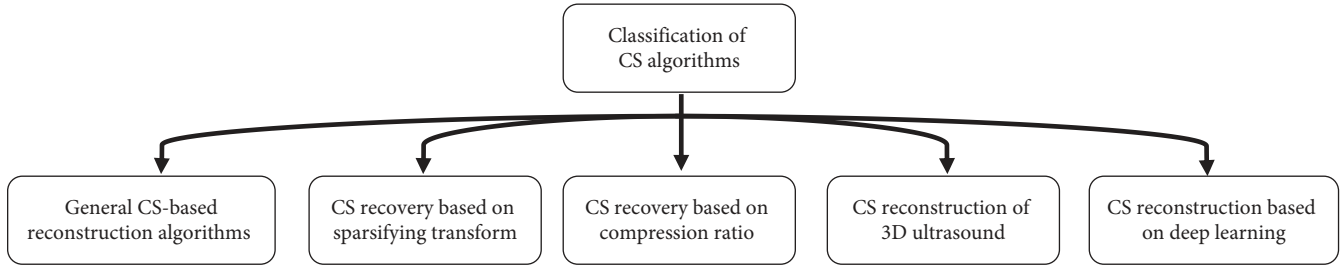 Classification of
CS algorithms
General CS-based
reconstruction algorithms
CS recovery based on
sparsifying transform
CS recovery based on
compression ratio
CS reconstruction of
3D ultrasound
CS reconstruction based
on deep learning